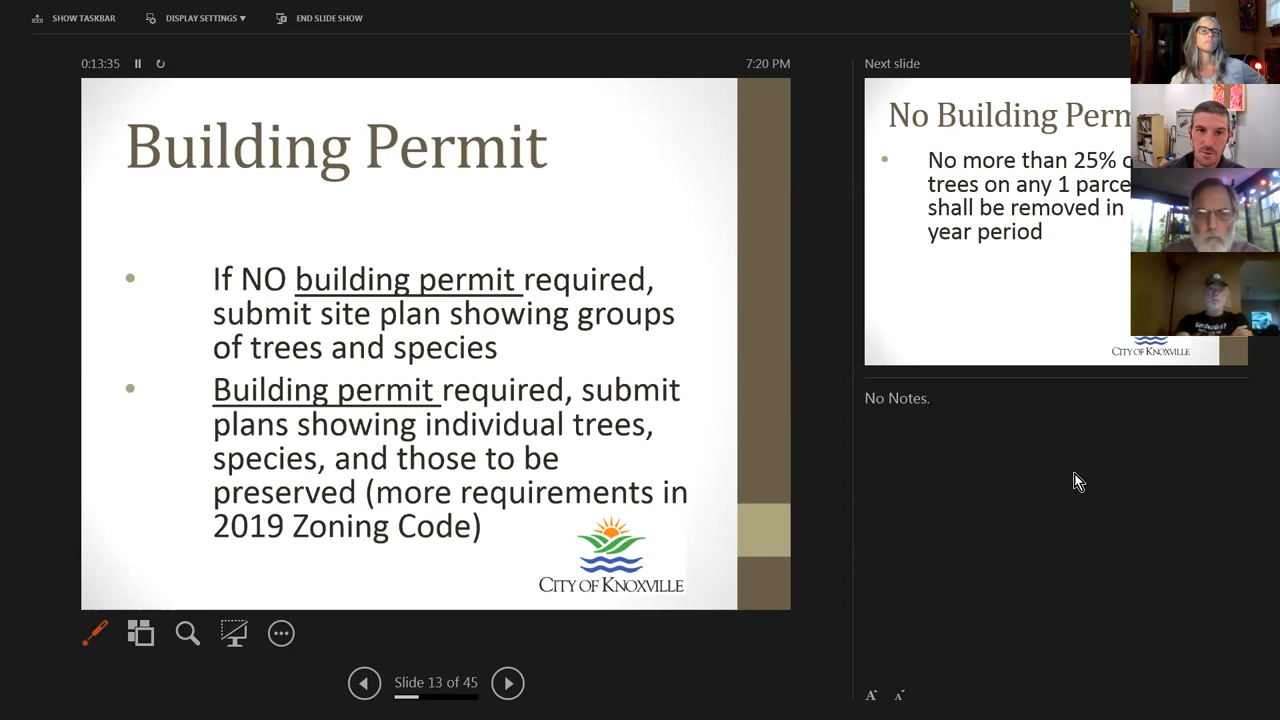 SHOW TASKBAR
DISPLAY SETTINGS ▾
END SLIDE SHOW
0:13:35
7:20 PM
Building Permit
• If NO building permit required,
submit site plan showing groups
of trees and species
• Building permit required, submit
plans showing individual trees,
species, and those to be
preserved (more requirements in
2019 Zoning Code)
CITY OF KNOXVILLE
Slide 13 of 45
Next slide
No Building
• No more than 25%
trees on any 1
shall be removed in
year period
CITY OF KNOXVILLE
No Notes.
A A